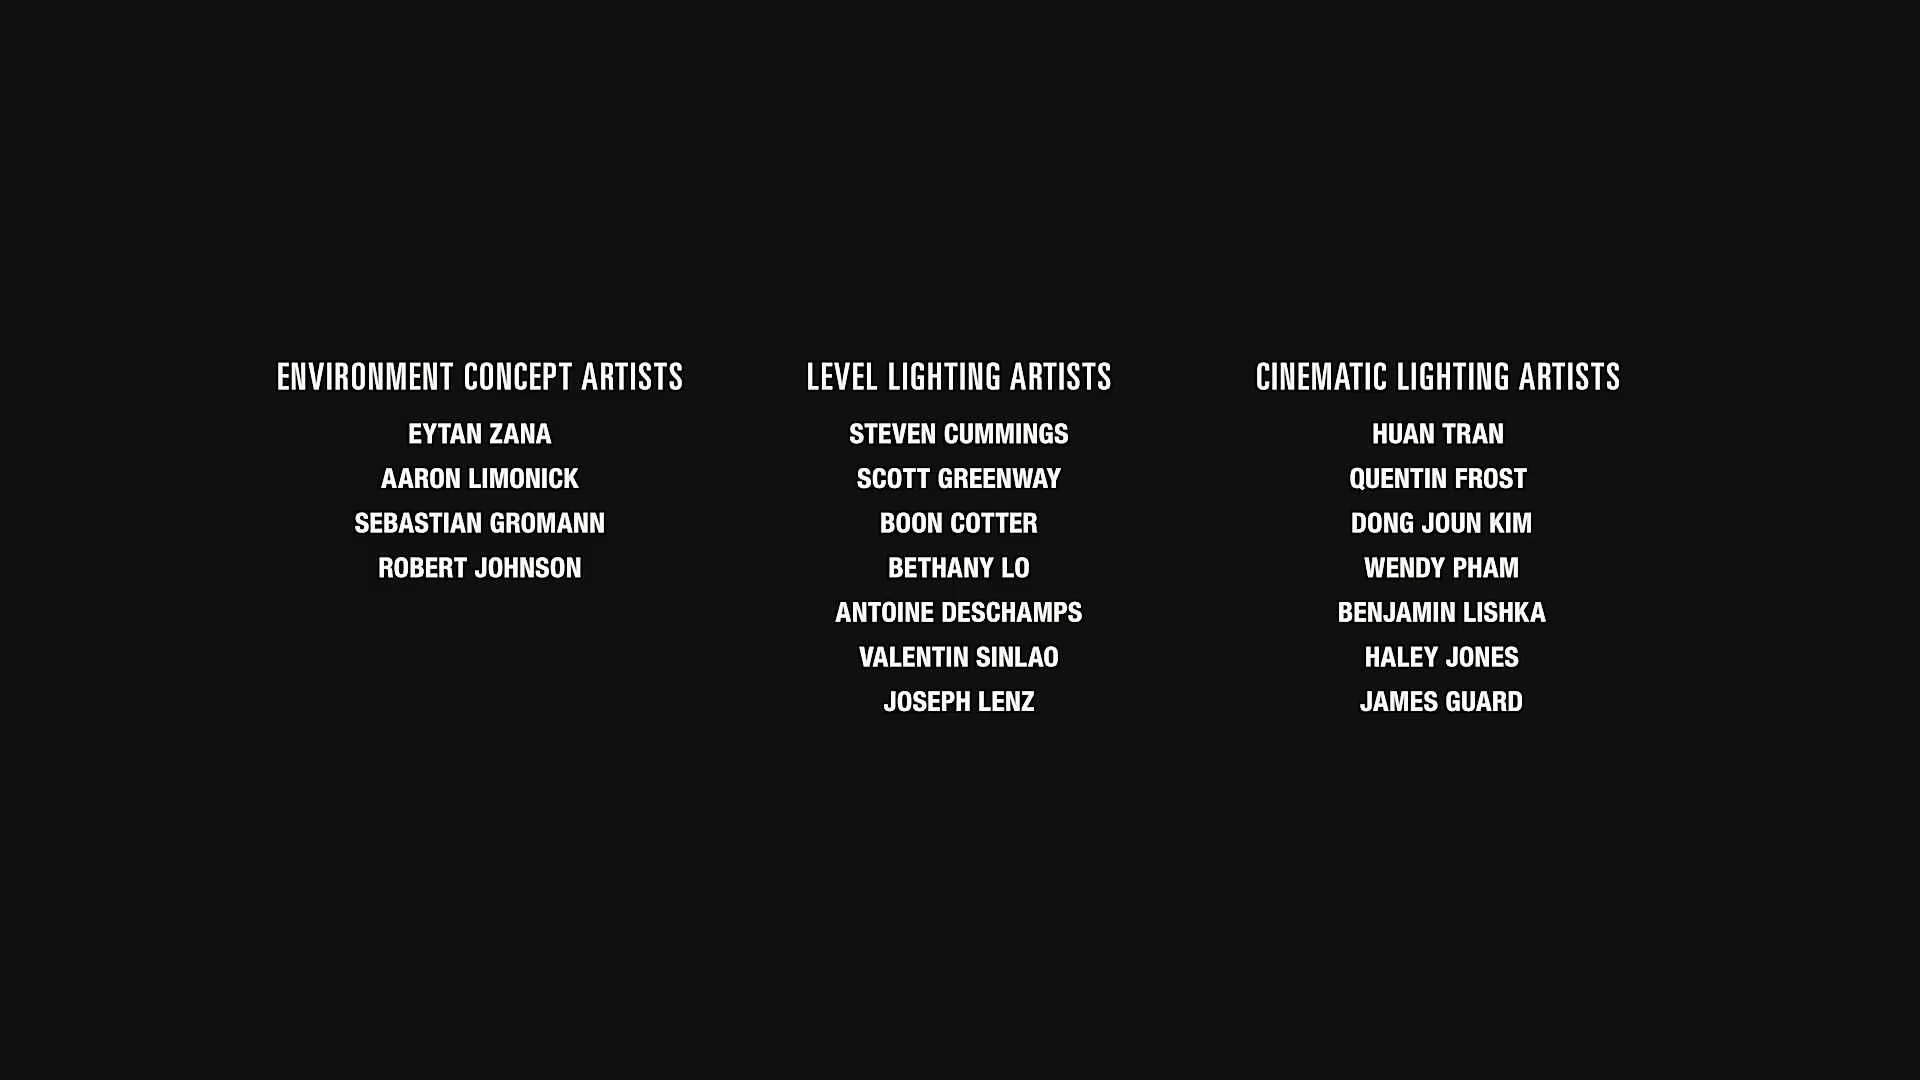 ENVIRONMENT CONCEPT ARTISTS
EYTAN ZANA
AARON LIMONICK
SEBASTIAN GROMANN
ROBERT JOHNSON
LEVEL LIGHTING ARTISTS
STEVEN CUMMINGS
SCOTT GREENWAY
BOON COTTER
BETHANY LO
ANTOINE DESCHAMPS
VALENTIN SINLAO
JOSEPH LENZ
CINEMATIC LIGHTING ARTISTS
HUAN TRAN
QUENTIN FROST
DONG JOUN KIM
WENDY PHAM
BENJAMIN LISHKA
HALEY JONES
JAMES GUARD